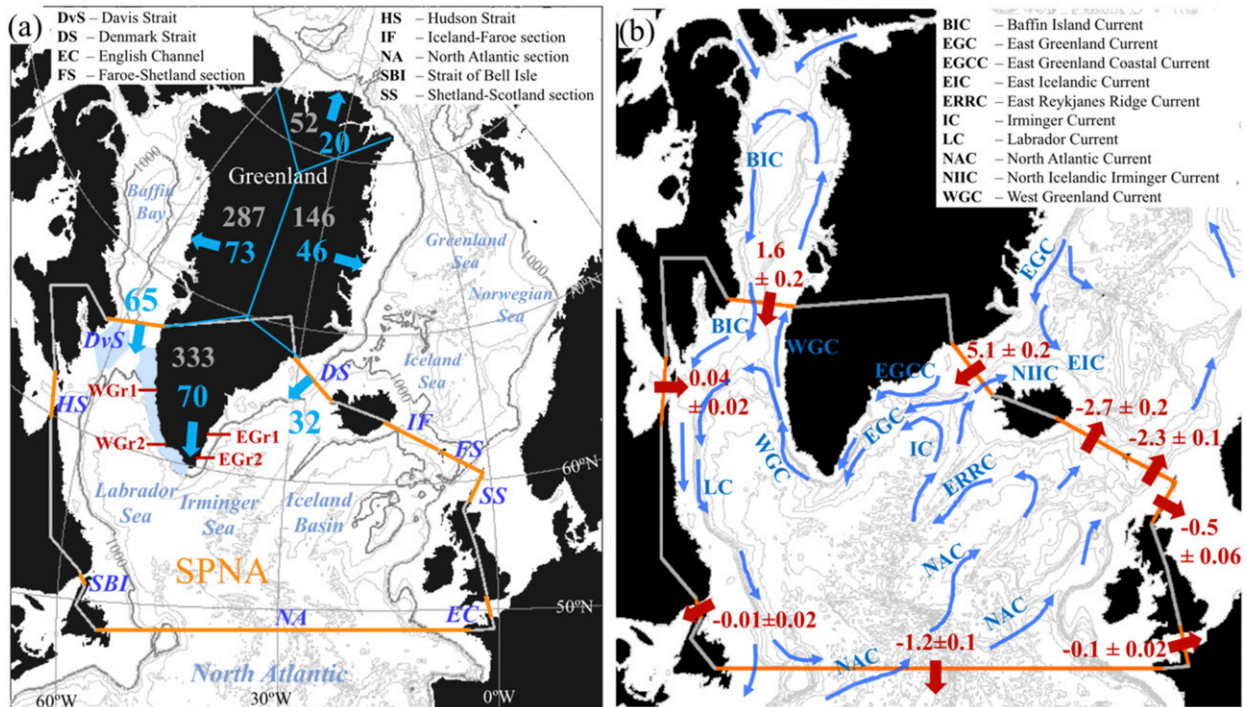 (a)
DvS – Davis Strait
DS – Denmark Strait
EC – English Channel
FS – Faroe-Shetland section
HS – Hudson Strait
IF – Iceland-Faroe section
NA – North Atlantic section
SBI – Strait of Bell Isle
SS – Shetland-Scotland section
1000
52
20
Greenland
Baffin
Bay
287
73
146
46
Greenland
Sea
1000
Norwegian
Sea
70ºN
65
DvS
333
70
WGr1
WGr2
EGr1
EGr2
HS
DS
32
Iceland
Sea
IF
FS
SS
60ºN
Labrador
Sea
Irminger
Sea
Iceland
Basin
1000
SPNA
SBI
NA
EC
50ºN
North Atlantic
60ºW
30ºW
0ºW
(b)
BIC – Baffin Island Current
EGC – East Greenland Current
EGCC – East Greenland Coastal Current
EIC – East Icelandic Current
ERRC – East Reykjanes Ridge Current
IC – Irminger Current
LC – Labrador Current
NAC – North Atlantic Current
NIIC – North Icelandic Irminger Current
WGC – West Greenland Current
BIC
1.6
± 0.2
EGC
BIC
WGC
5.1 ± 0.2
EIC
NIIC
EGCC
0.04
± 0.02
-2.7 ± 0.2
-2.3 ± 0.1
EGC
IC
WGC
LC
ERRC
-0.5
± 0.06
NAC
-0.01±0.02
NAC
-1.2±0.1
-0.1 ± 0.02
NAC